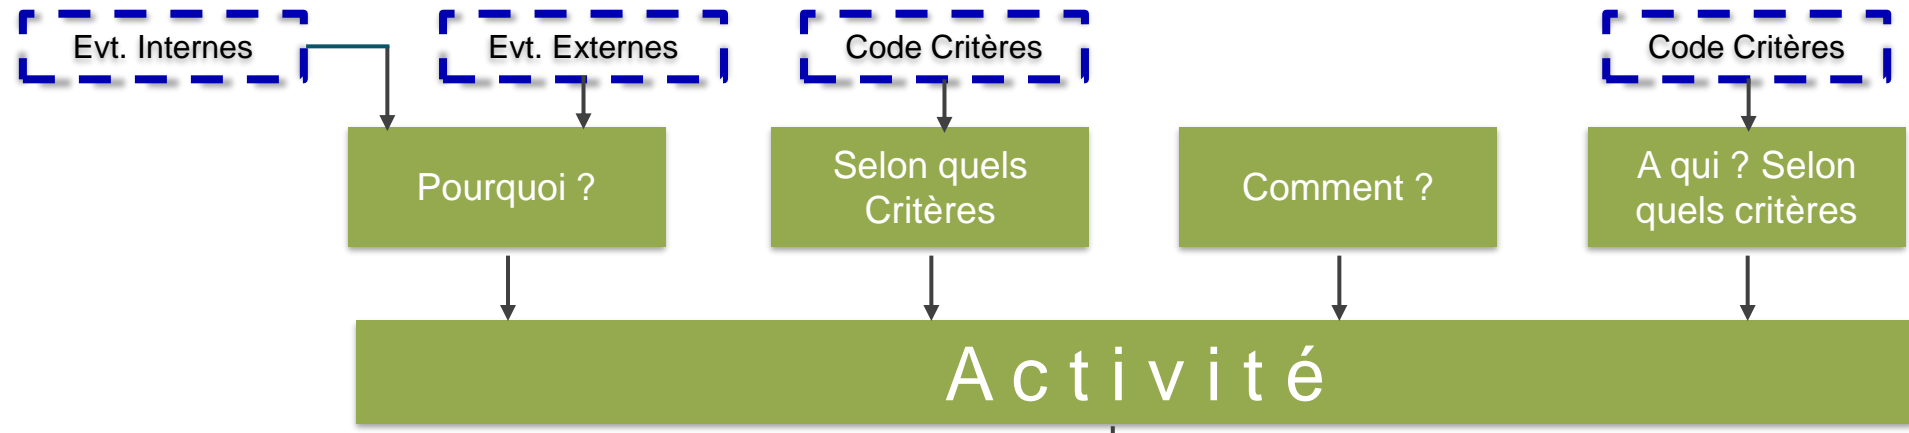 Evt. Internes
Evt. Externes
Code Critères
Code Critères
Pourquoi ?
Selon quels
Critères
Comment ?
A qui ? Selon
quels critères
A c t i v i t é